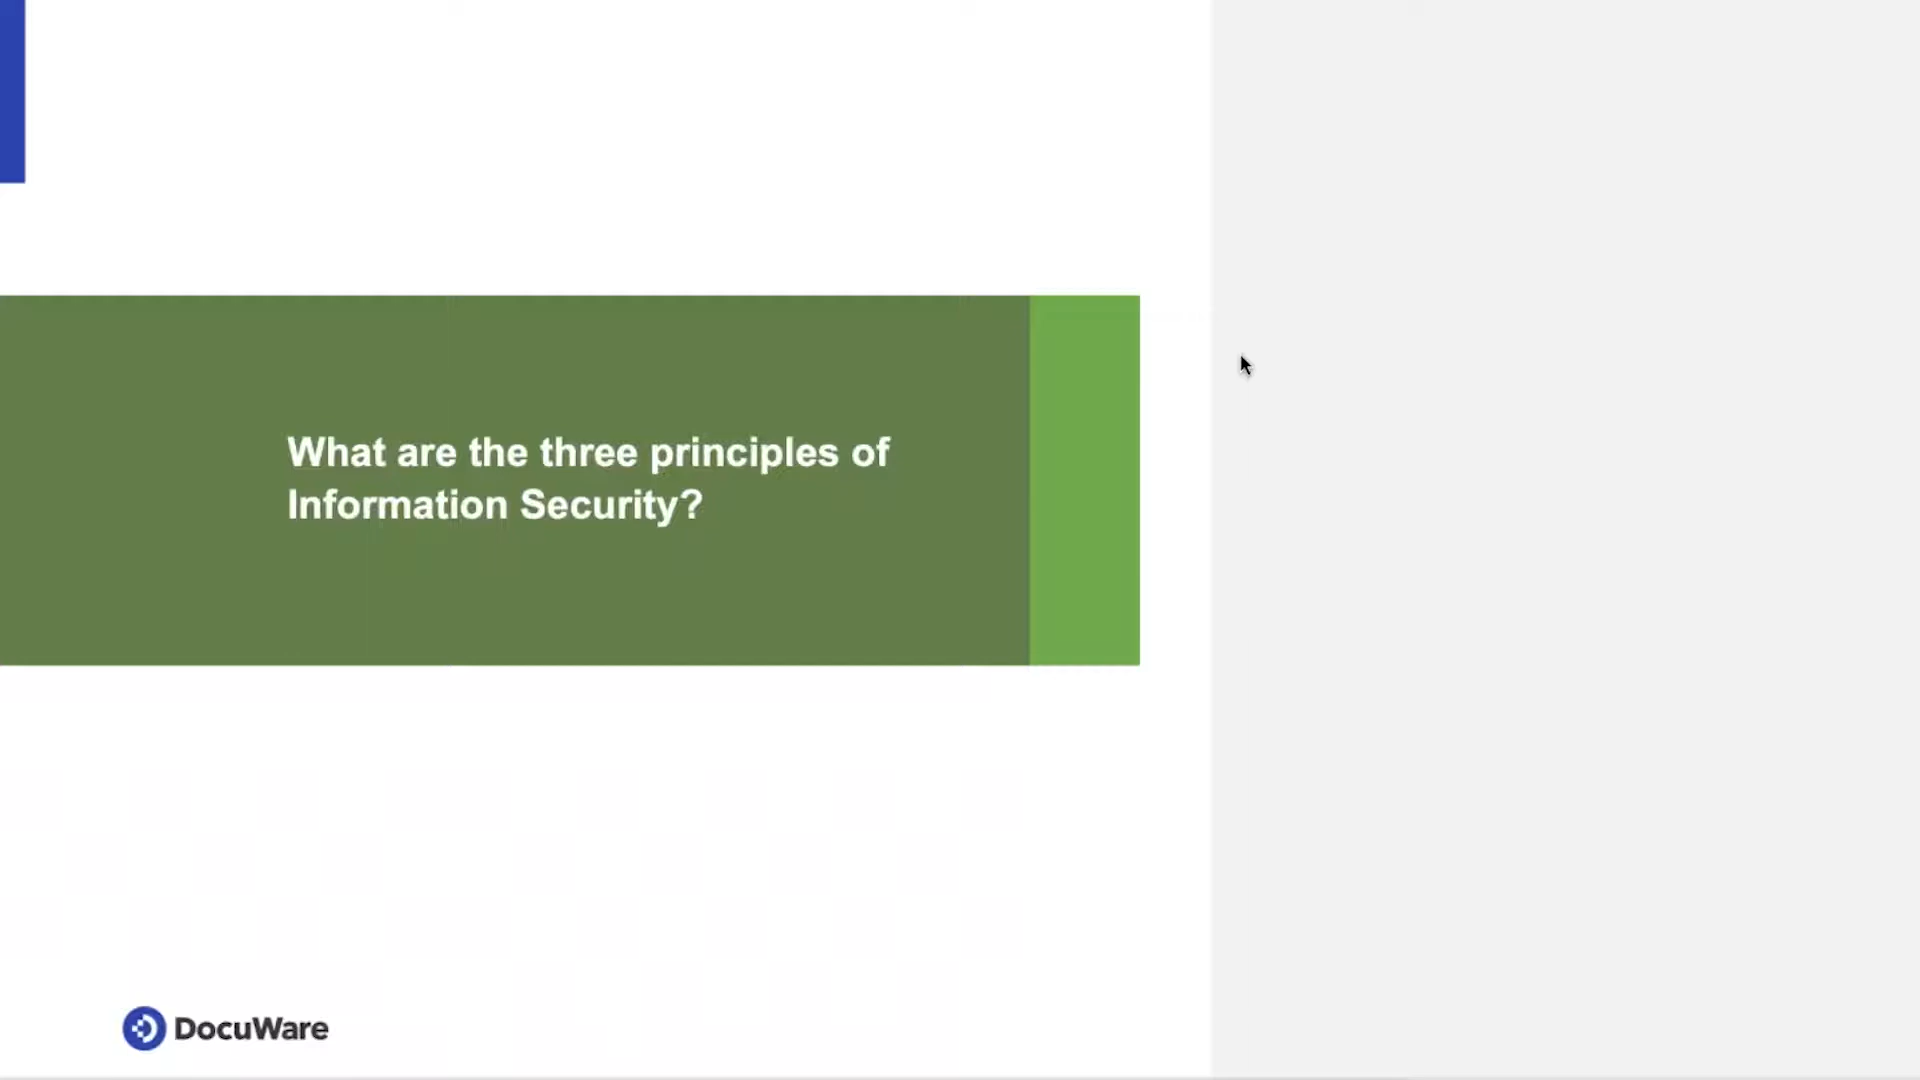 What are the three principles of
Information Security?
DocuWare